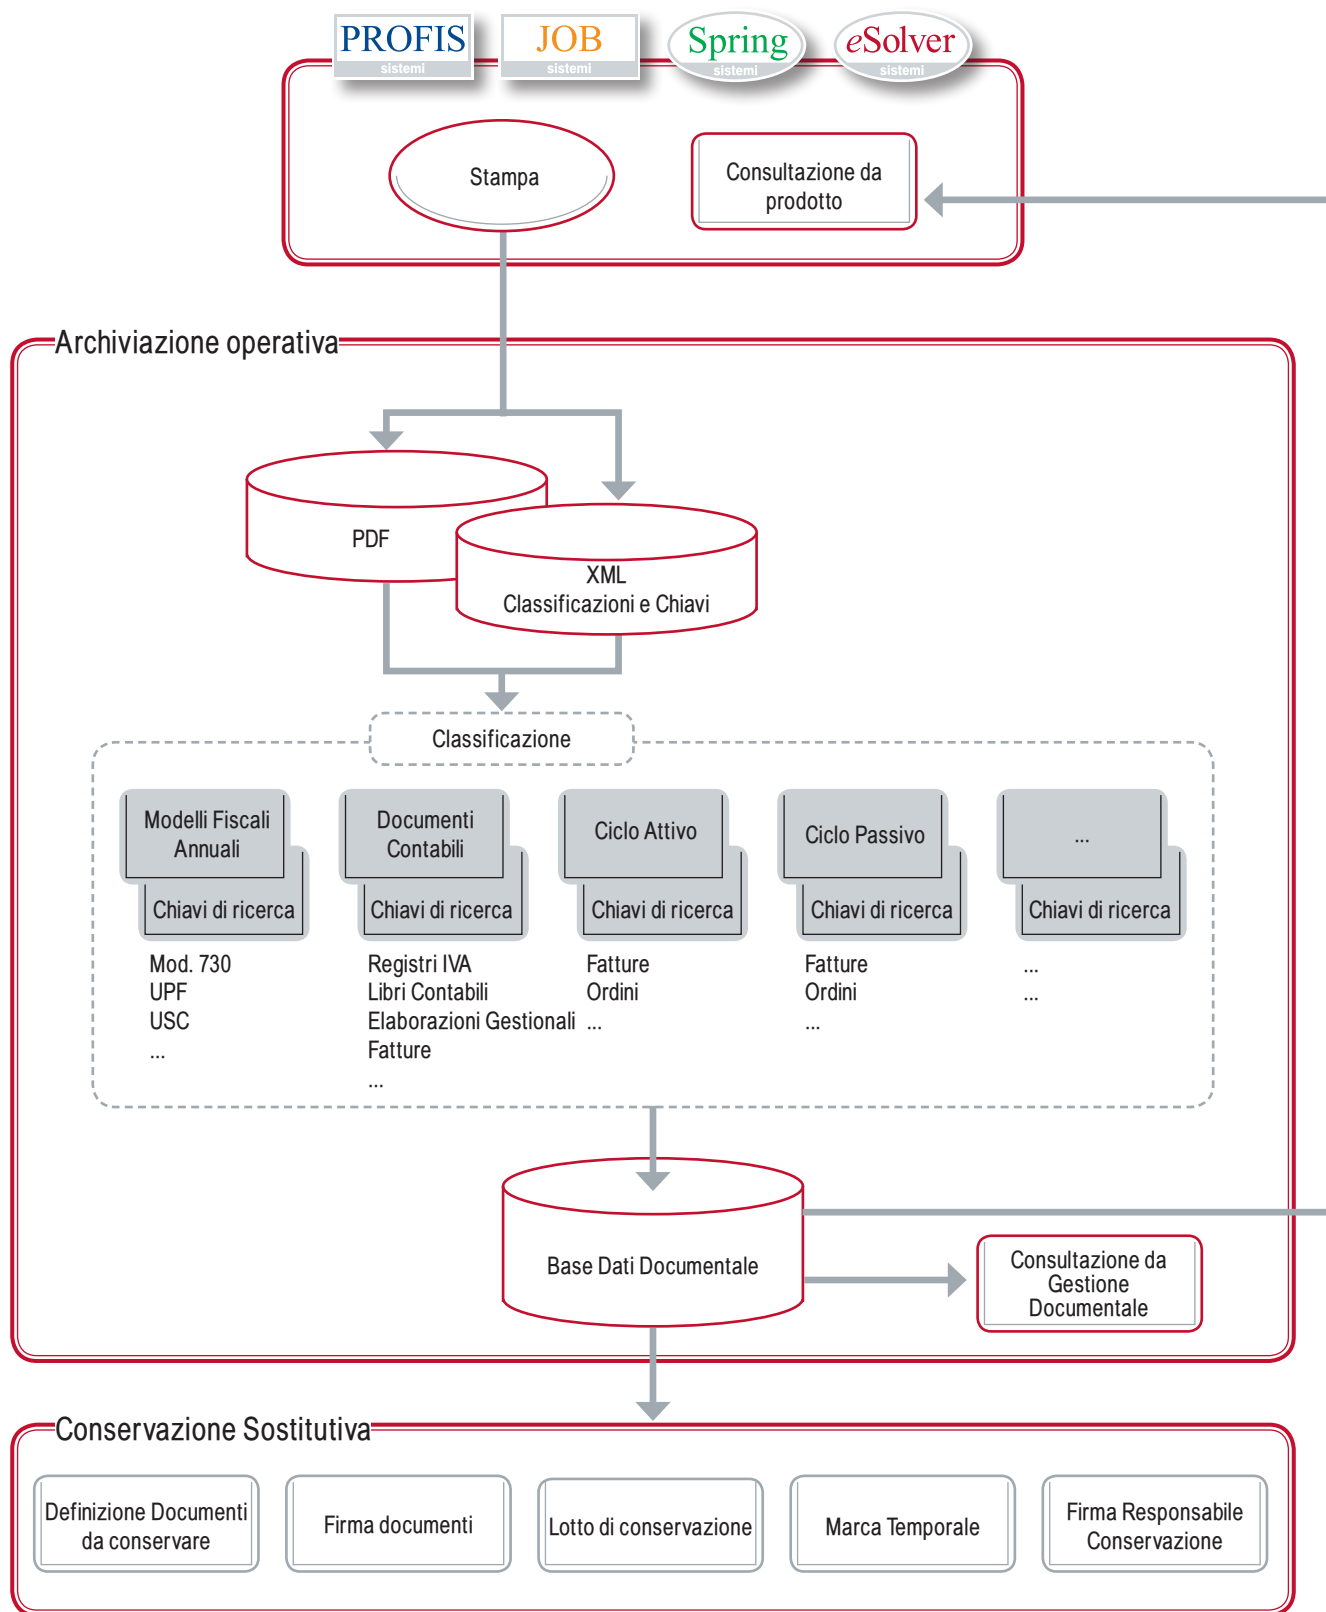 PROFIS
sistemi
JOB
sistemi
Spring
sistemi
eSolver
sistemi
Stampa
Consultazione da
prodotto
Archiviazione operativa
PDF
XML
Classificazioni e Chiavi
Classificazione
Modelli Fiscali
Annuali
Chiavi di ricerca
Mod. 730
UPF
USC
...
Documenti
Contabili
Chiavi di ricerca
Registri IVA
Libri Contabili
Elaborazioni Gestionali
Fatture
...
Ciclo Attivo
Chiavi di ricerca
Fatture
Ordini
...
Ciclo Passivo
Chiavi di ricerca
Fatture
Ordini
...
...
Chiavi di ricerca
...
...
Base Dati Documentale
Consultazione da
Gestione
Documentale
Conservazione Sostitutiva
Definizione Documenti
da conservare
Firma documenti
Lotto di conservazione
Marca Temporale
Firma Responsabile
Conservazione